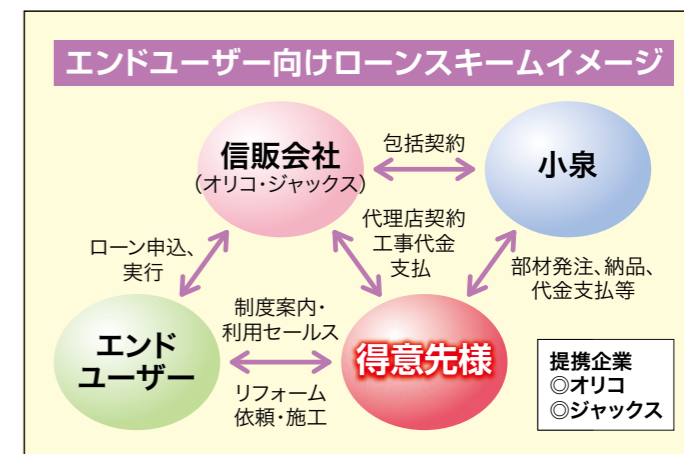 エンドユーザー向けローンスキームイメージ
信販会社
(オリコ・ジャックス)
包括契約
小泉
ローン申込、
実行
代理店契約
工事代金
支払
部材発注、納品、
代金支払等
エンド
ユーザー
制度案内・
利用セールス
リフォーム
依頼・施工
得意先様
提携企業
◎オリコ
◎ジャックス